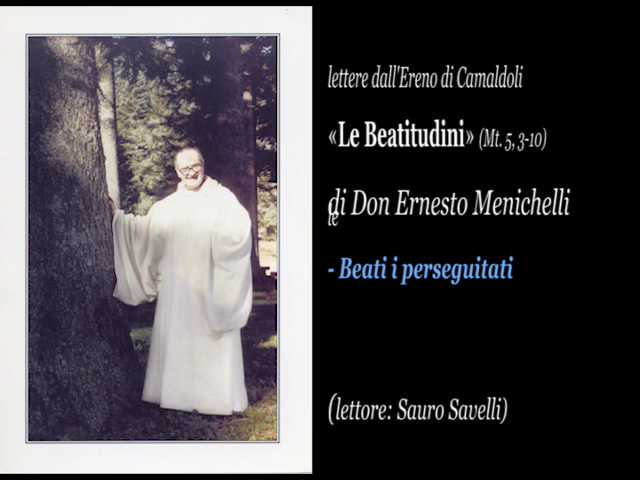 lettere dall'Ereno di Camaldoli
«Le Beatitudini» (Mt. 5, 3-10)
di Don Ernesto Menichelli
- Beati i perseguitati
(lettore: Sauro Savelli)